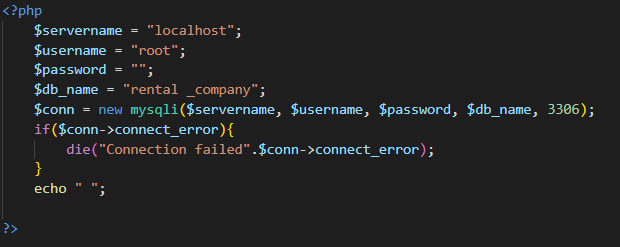 <?php
    $servername = "localhost";
    $username = "root";
    $password = "";
    $db_name = "rental _company";
    $conn = new mysqli($servername, $username, $password, $db_name, 3306);
    if($conn->connect_error){
        die("Connection failed".$conn->connect_error);
    }
    echo " ";
?>